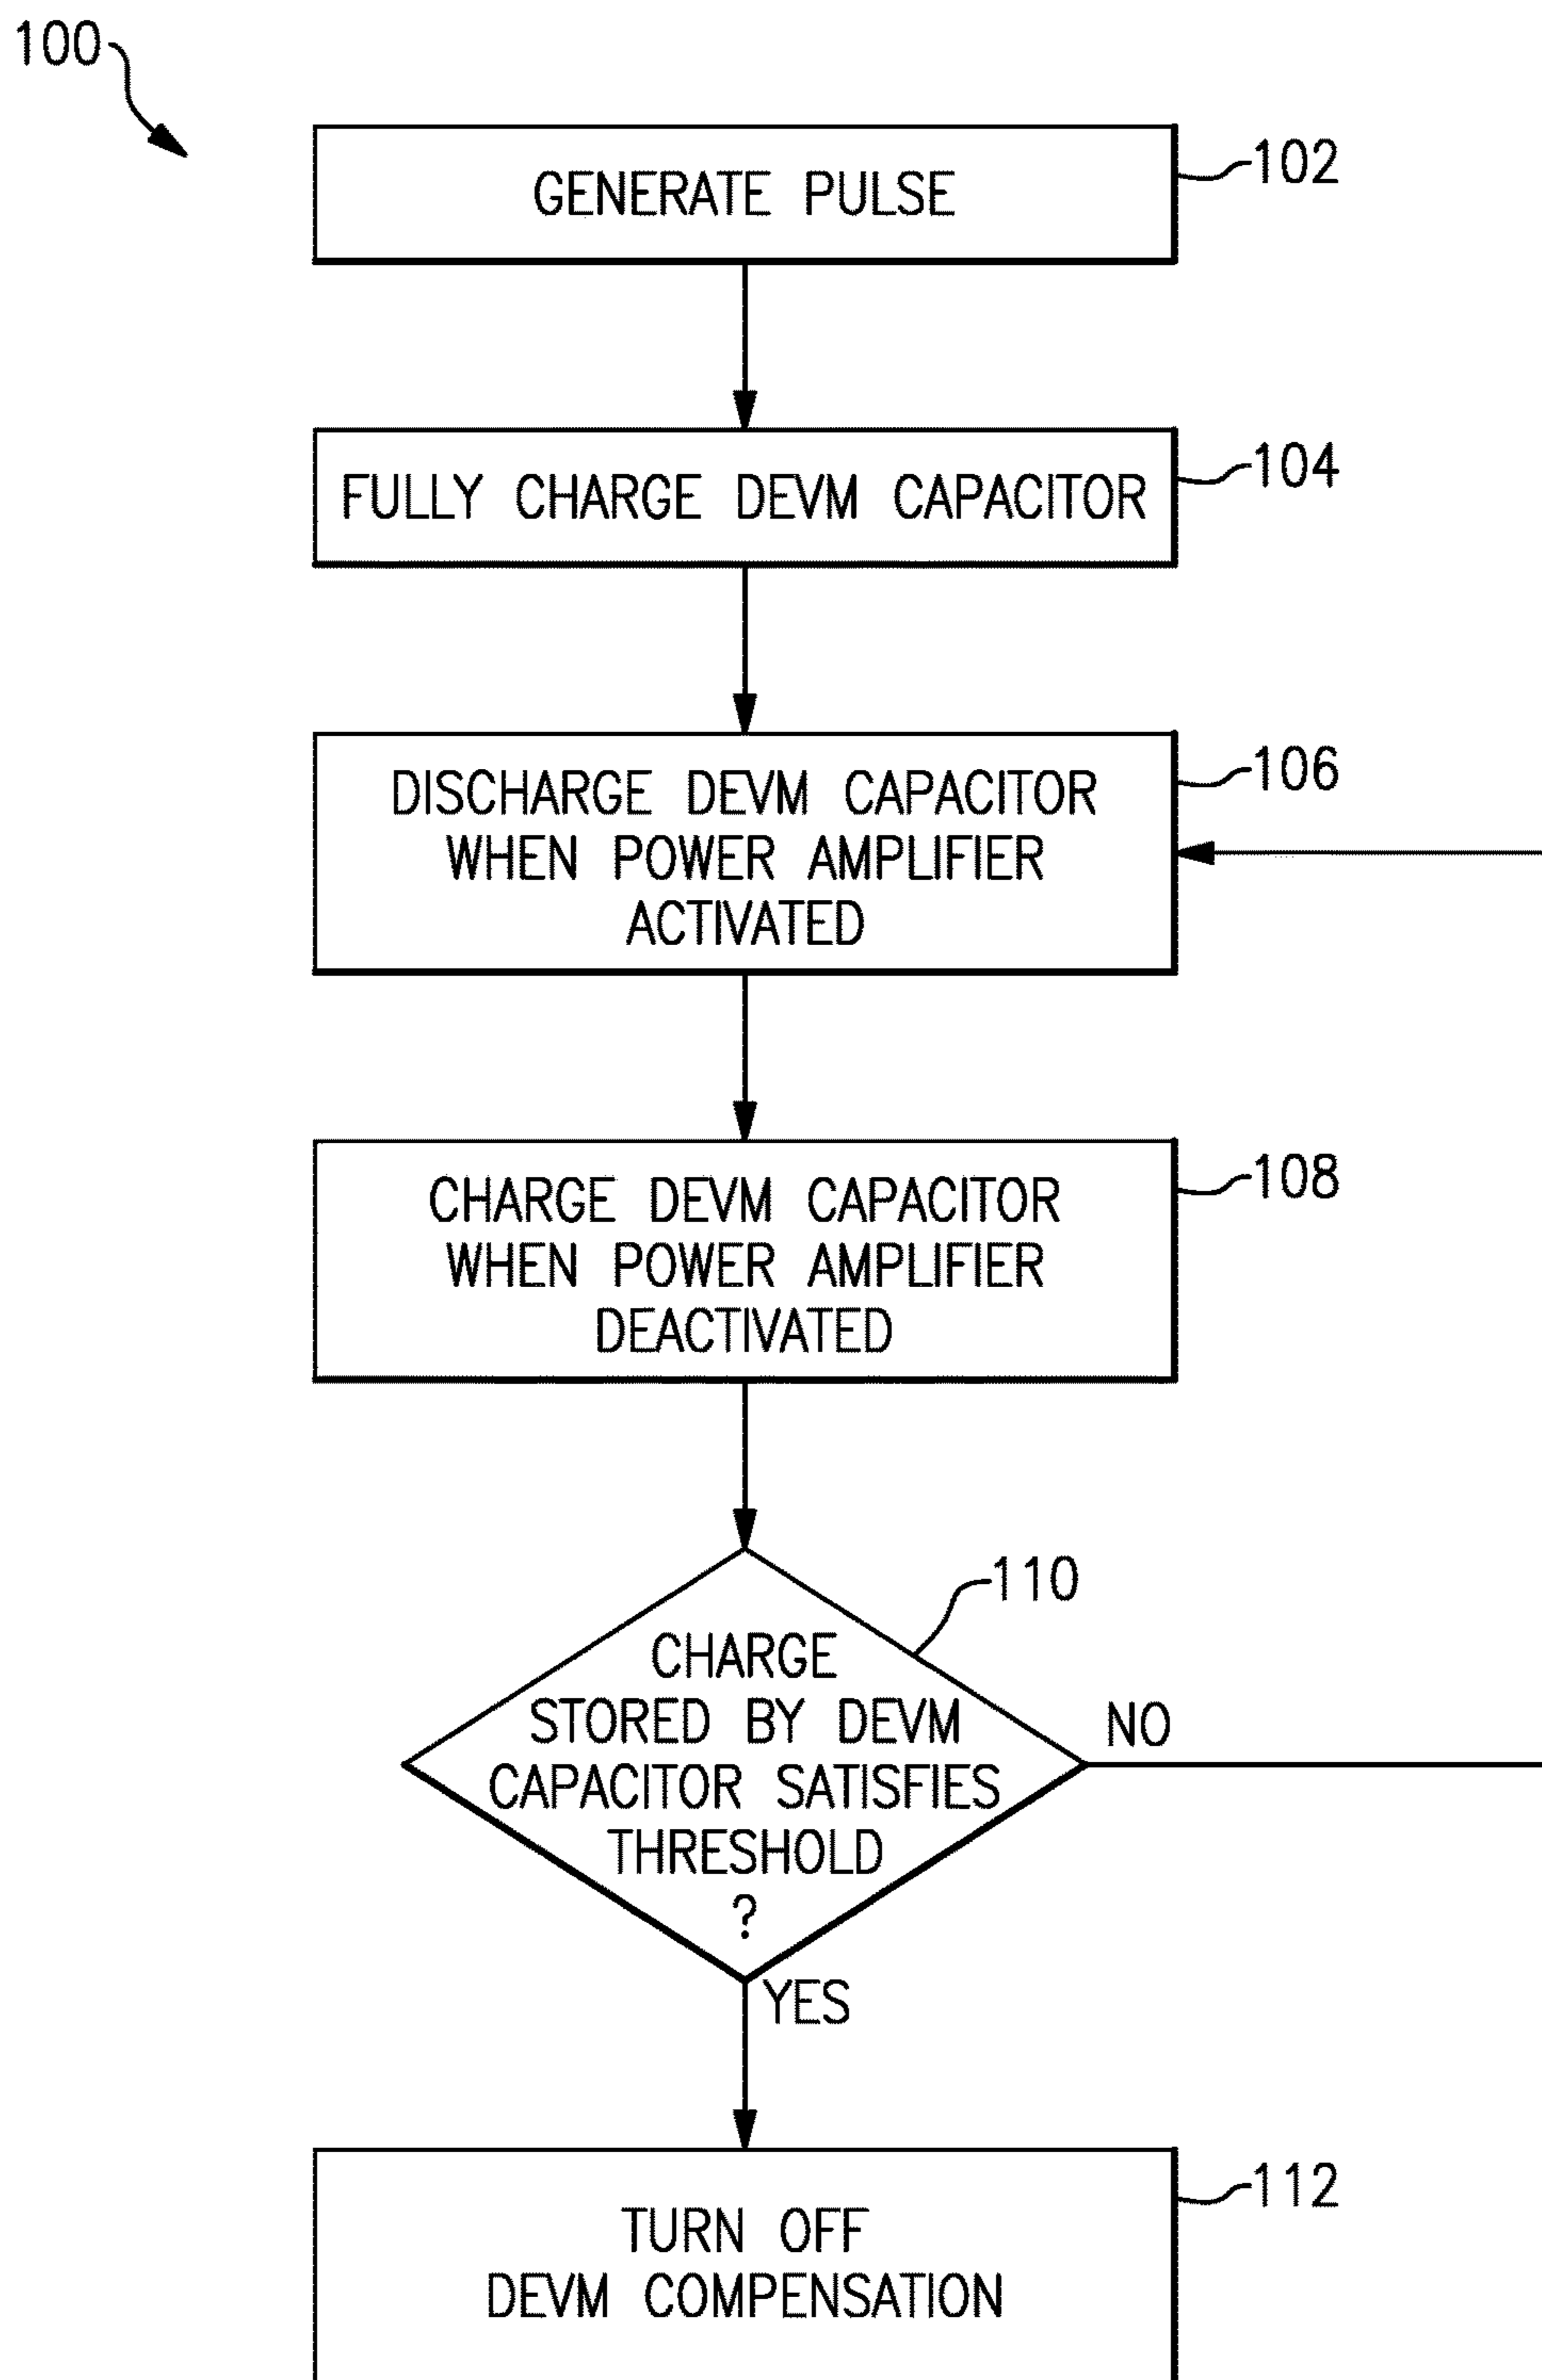 100
GENERATE PULSE
102
FULLY CHARGE DEVM CAPACITOR
104
DISCHARGE DEVM CAPACITOR
WHEN POWER AMPLIFIER
ACTIVATED
106
CHARGE DEVM CAPACITOR
WHEN POWER AMPLIFIER
DEACTIVATED
108
110
CHARGE
STORED BY DEVM
CAPACITOR SATISFIES
THRESHOLD
?
NO
YES
TURN OFF
DEVM COMPENSATION
112